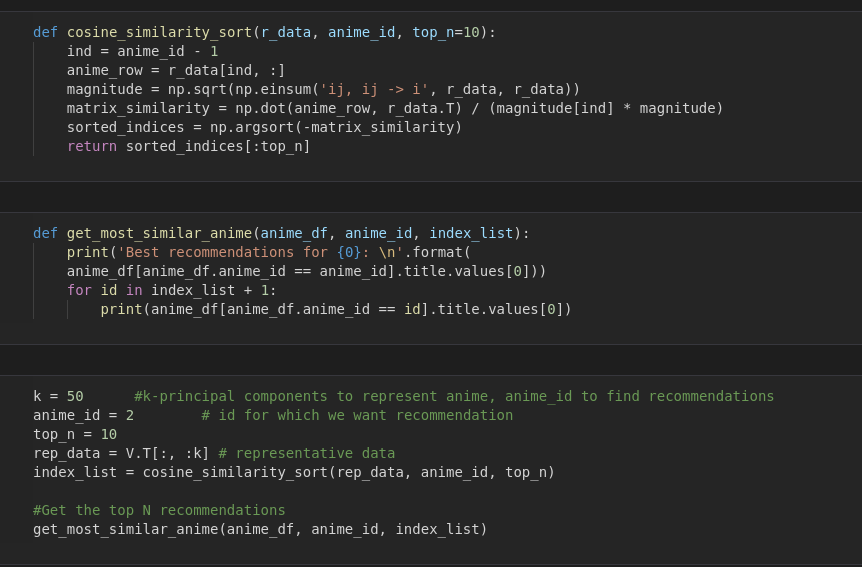 def cosine_similarity_sort(r_data, anime_id, top_n=10):
    ind = anime_id - 1
    anime_row = r_data[ind, :]
    magnitude = np.sqrt(np.einsum('ij, ij -> i', r_data, r_data))
    matrix_similarity = np.dot(anime_row, r_data.T) / (magnitude[ind] * magnitude)
    sorted_indices = np.argsort(-matrix_similarity)
    return sorted_indices[:top_n]
def get_most_similar_anime(anime_df, anime_id, index_list):
    print('Best recommendations for {0}: \n'.format(
    anime_df[anime_df.anime_id == anime_id].title.values[0]))
    for id in index_list + 1:
        print(anime_df[anime_df.anime_id == id].title.values[0])
k = 50      #k-principal components to represent anime, anime_id to find recommendations
anime_id = 2        # id for which we want recommendation
top_n = 10
rep_data = V.T[:, :k] # representative data
index_list = cosine_similarity_sort(rep_data, anime_id, top_n)
#Get the top N recommendations
get_most_similar_anime(anime_df, anime_id, index_list)